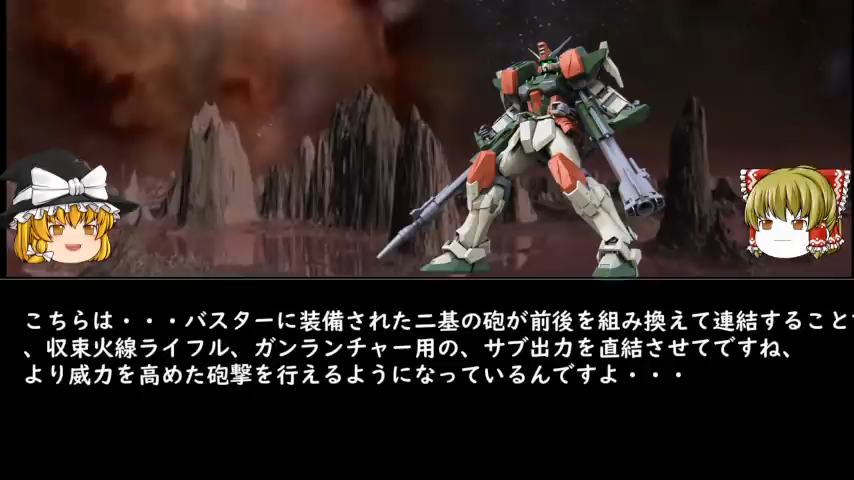 こちらは・・・バスターに装備された二基の砲が前後を組み換えて連結すること
、収束火線ライフル、ガンランチャー用の、サブ出力を直結させてですね、
より威力を高めた砲撃を行えるようになっているんですよ・・・